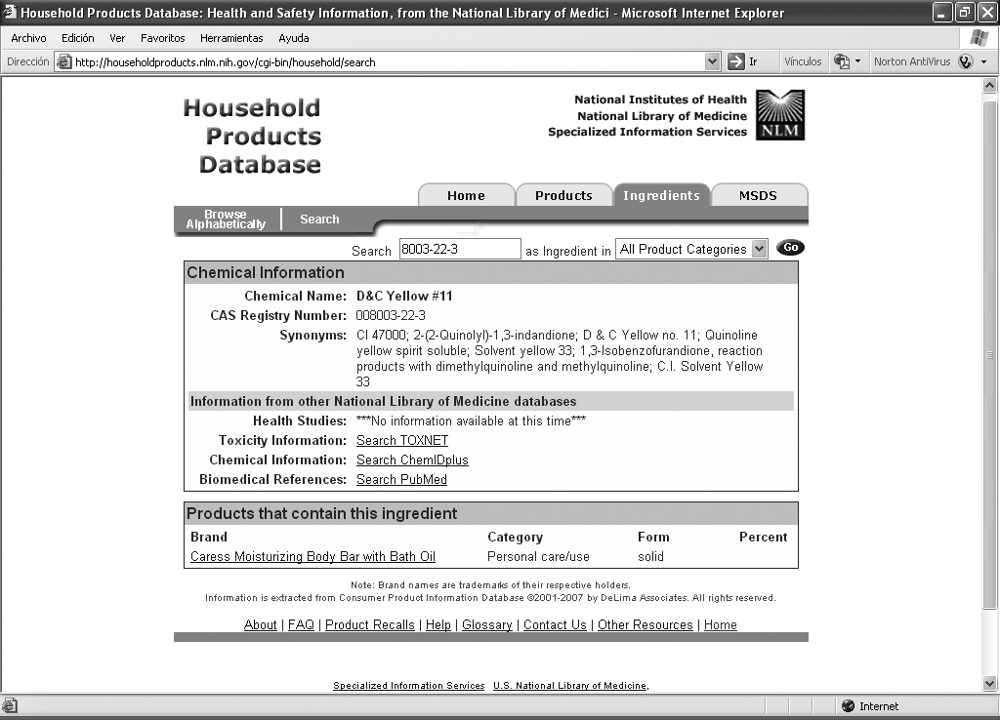 Household Products Database: Health and Safety Information, from the National Library of Medici - Microsoft Internet Explorer
Archivo Edición Ver Favoritos Herramientas Ayuda
Dirección http://householdproducts.nlm.nih.gov/cgi-bin/household/search Ir Vínculos Norton AntiVirus
Household
Products
Database
National Institutes of Health
National Library of Medicine
Specialized Information Services
NLM
Home Products Ingredients MSDS
Browse
Alphabetically
Search
Search 8003-22-3 as Ingredient in All Product Categories Go
Chemical Information
Chemical Name: D&C Yellow #11
CAS Registry Number: 008003-22-3
Synonyms: CI 47000; 2-(2-Quinolyl)-1,3-indandione; D & C Yellow no. 11; Quinoline
yellow spirit soluble; Solvent yellow 33; 1,3-Isobenzofurandione, reaction
products with dimethylquinoline and methylquinoline; C.I. Solvent Yellow
33
Information from other National Library of Medicine databases
Health Studies: ***No information available at this time***
Toxicity Information: Search TOXNET
Chemical Information: Search ChemIDplus
Biomedical References: Search PubMed
Products that contain this ingredient
Brand Category Form Percent
Caress Moisturizing Body Bar with Bath Oil Personal care/use solid
Note: Brand names are trademarks of their respective holders.
Information is extracted from Consumer Product Information Database ©2001-2007 by DeLima Associates. All rights reserved.
About | FAQ | Product Recalls | Help | Glossary | Contact Us | Other Resources | Home
Specialized Information Services U.S. National Library of Medicine,
Internet